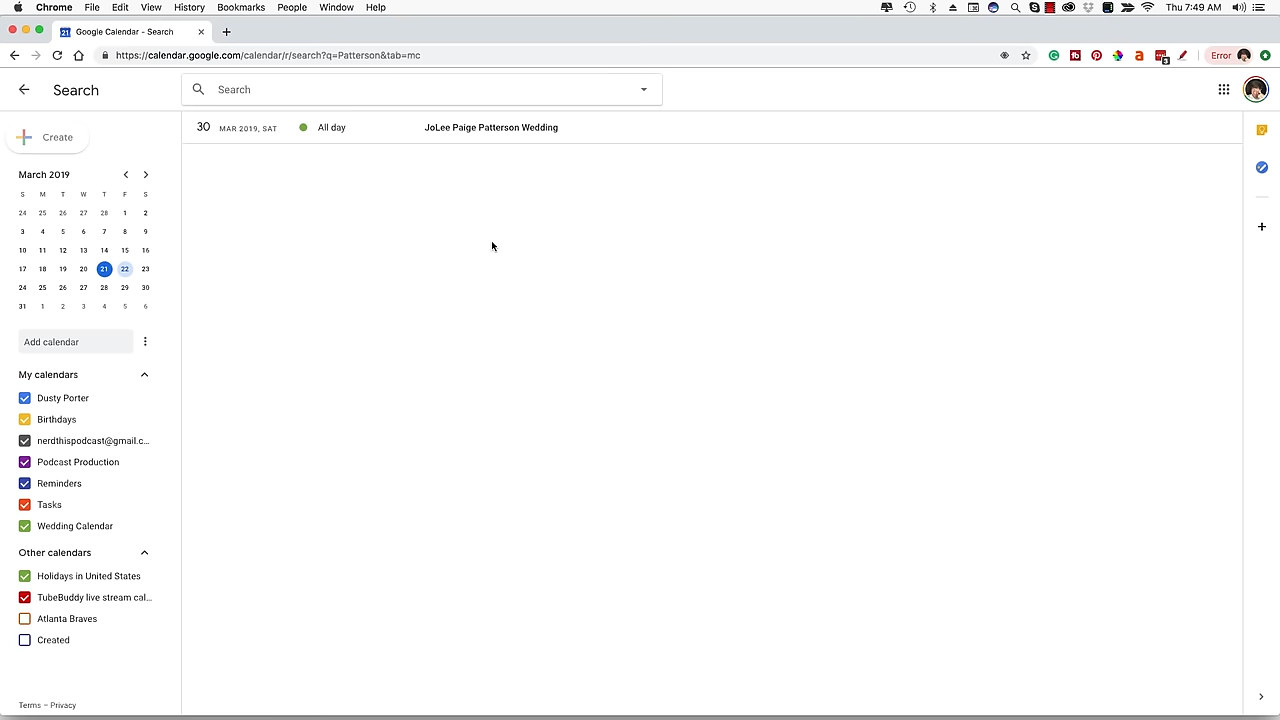 Chrome File Edit View History Bookmarks People Window Help Thu 7:49 AM
21 Google Calendar - Search
https://calendar.google.com/calendar/r/search?q=Patterson&tab=mc 3 Error
Search Search
Create
30 MAR 2019, SAT All day JoLee Paige Patterson Wedding
March 2019
S M T W T F S
24 25 26 27 28 1 2
3 4 5 6 7 8 9
10 11 12 13 14 15 16
17 18 19 20 21 22 23
24 25 26 27 28 29 30
31 1 2 3 4 5 6
Add calendar
My calendars
Dusty Porter
Birthdays
nerdthispodcast@gmail.c...
Podcast Production
Reminders
Tasks
Wedding Calendar
Other calendars
Holidays in United States
TubeBuddy live stream cal...
Atlanta Braves
Created
Terms – Privacy